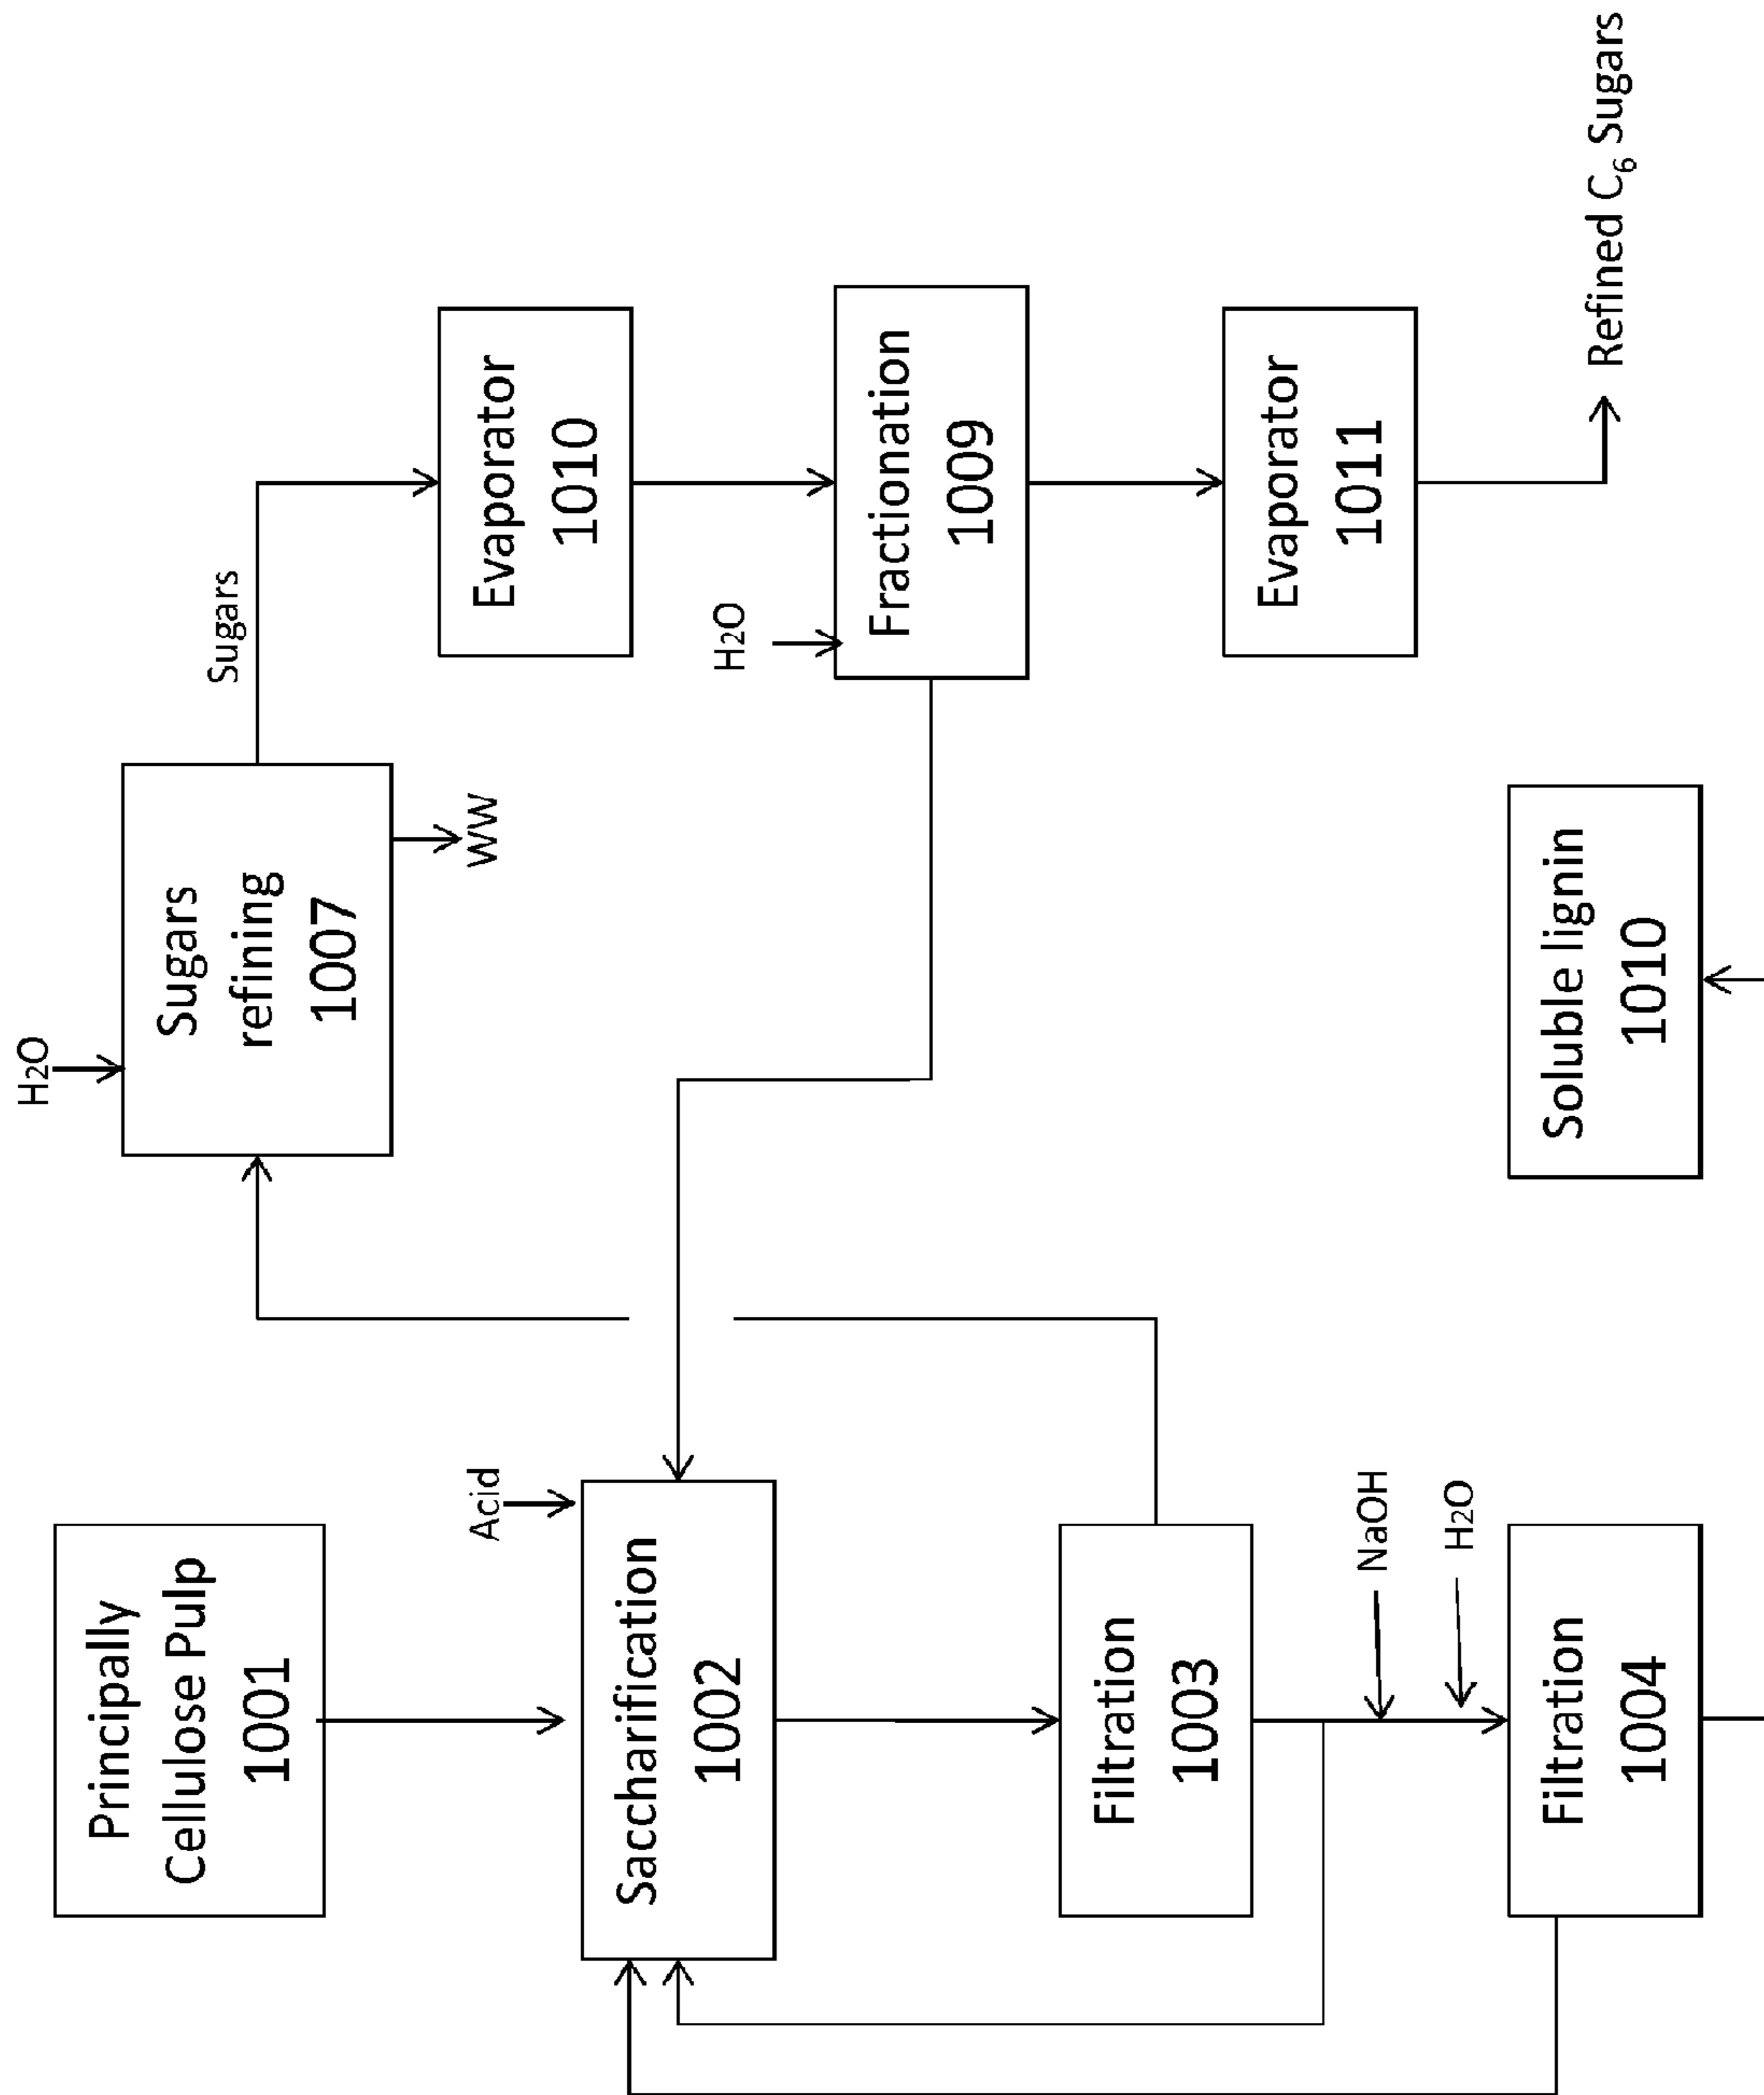 Principally
Cellulose Pulp
1001
Acid
Saccharification
1002
Filtration
1003
NaOH
H₂O
Filtration
1004
H₂O
Sugars
refining
1007
WW
Sugars
Evaporator
1010
H₂O
Fractionation
1009
Evaporator
1011
Refined C₆ Sugars
Soluble lignin
1010